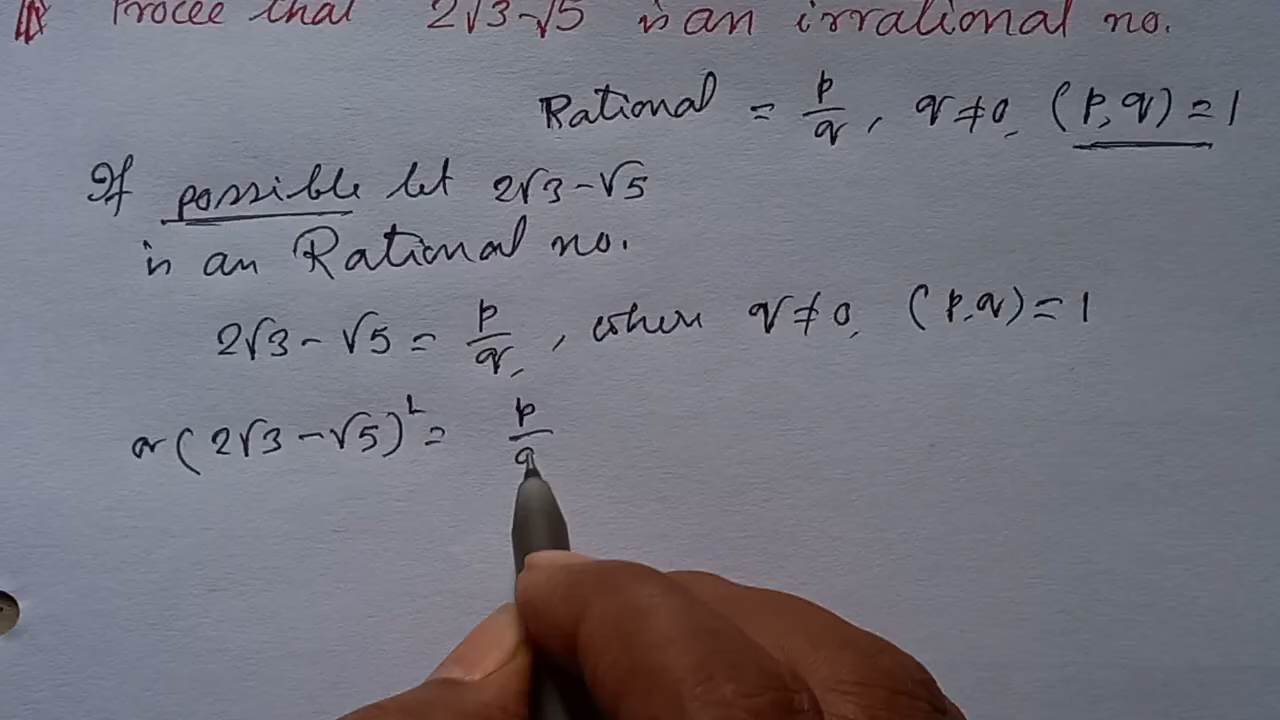 Prove that 2√3-√5 is an irrational no.
Rational = p/q, q≠0, (p,q)=1
If possible let 2√3-√5
is an Rational no.
2√3-√5 = p/q, where q≠0, (p,q)=1
or (2√3-√5)² = p/q